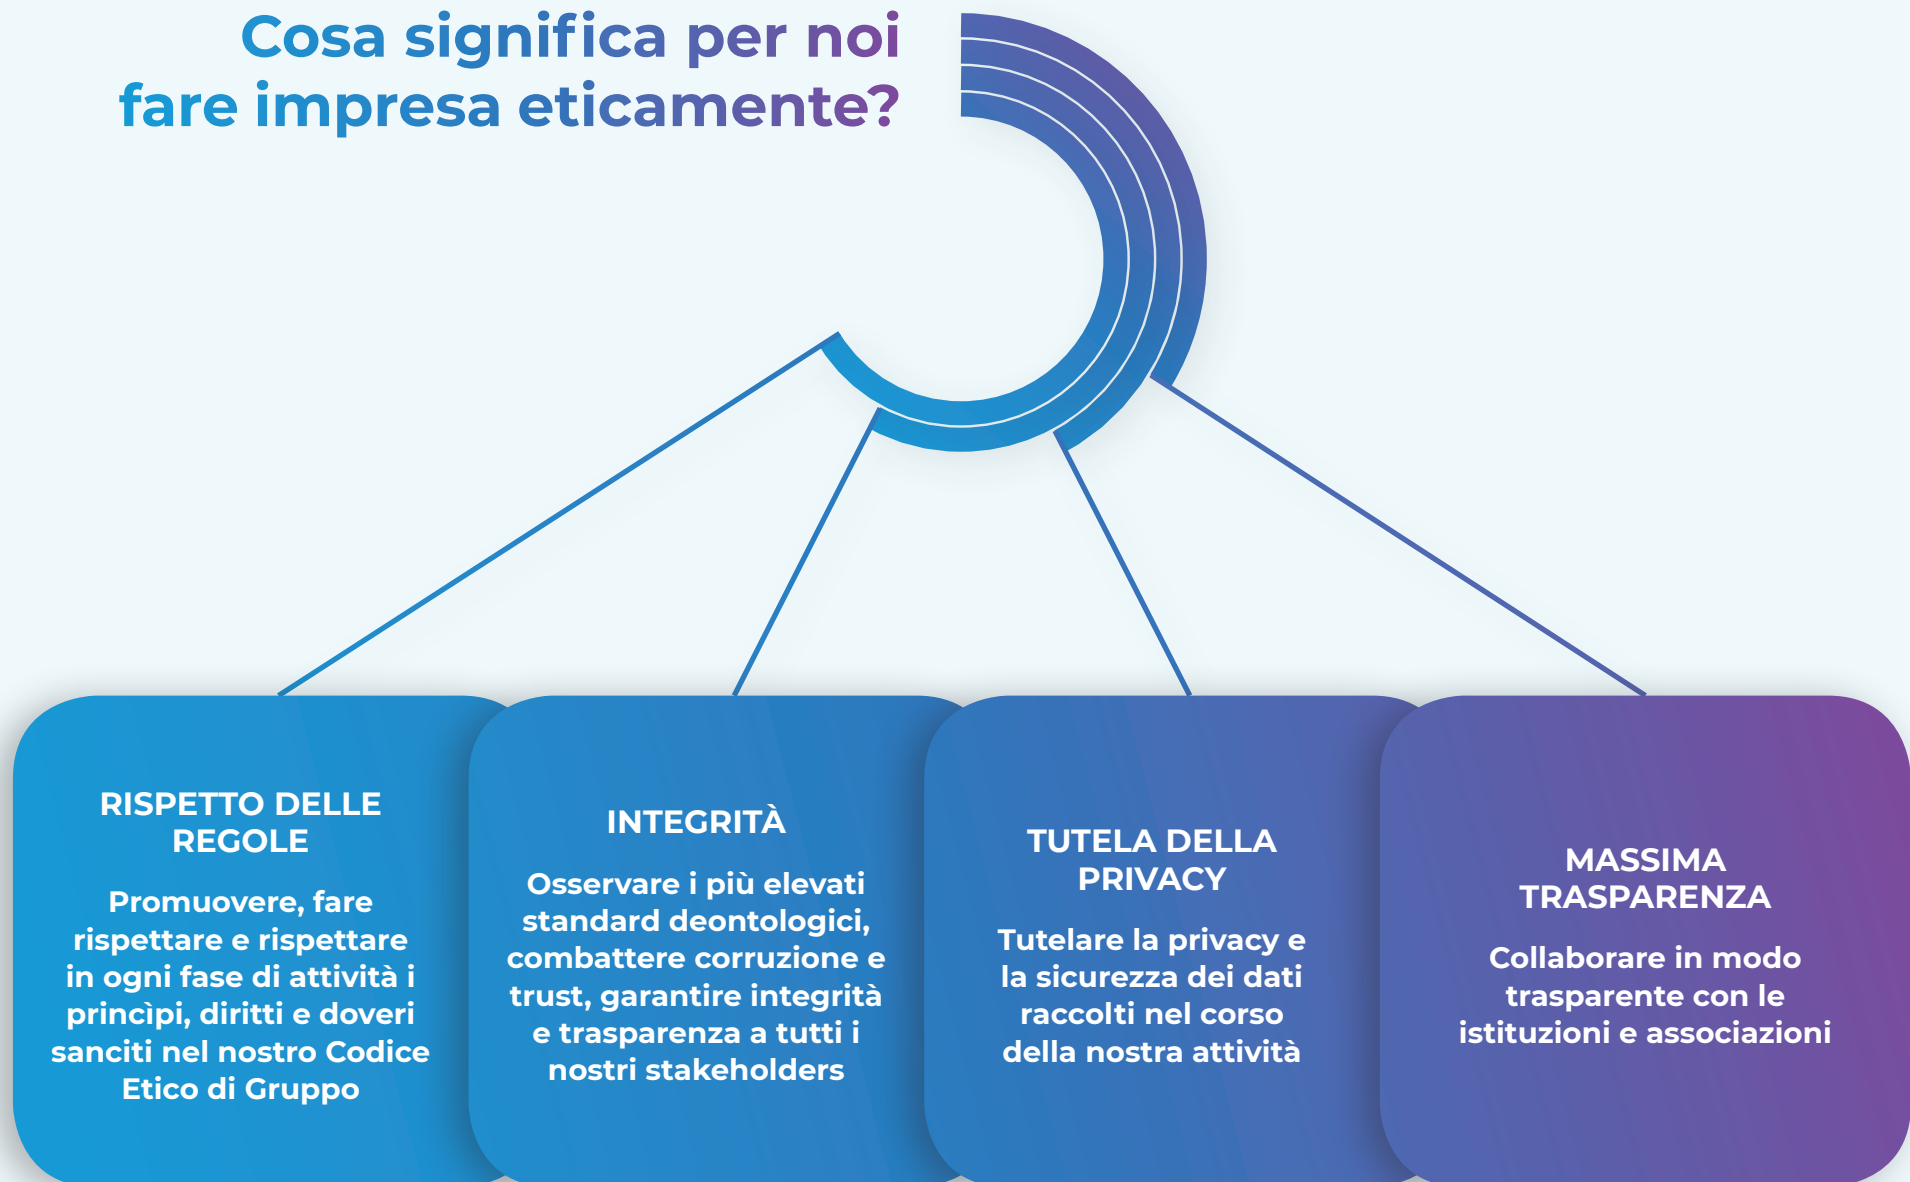 Cosa significa per noi
fare impresa eticamente?
RISPETTO DELLE
REGOLE
Promuovere, fare
rispettare e rispettare
in ogni fase di attività i
princìpi, diritti e doveri
sanciti nel nostro Codice
Etico di Gruppo
INTEGRITÀ
Osservare i più elevati
standard deontologici,
combattere corruzione e
trust, garantire integrità
e trasparenza a tutti i
nostri stakeholders
TUTELA DELLA
PRIVACY
Tutelare la privacy e
la sicurezza dei dati
raccolti nel corso
della nostra attività
MASSIMA
TRASPARENZA
Collaborare in modo
trasparente con le
istituzioni e associazioni